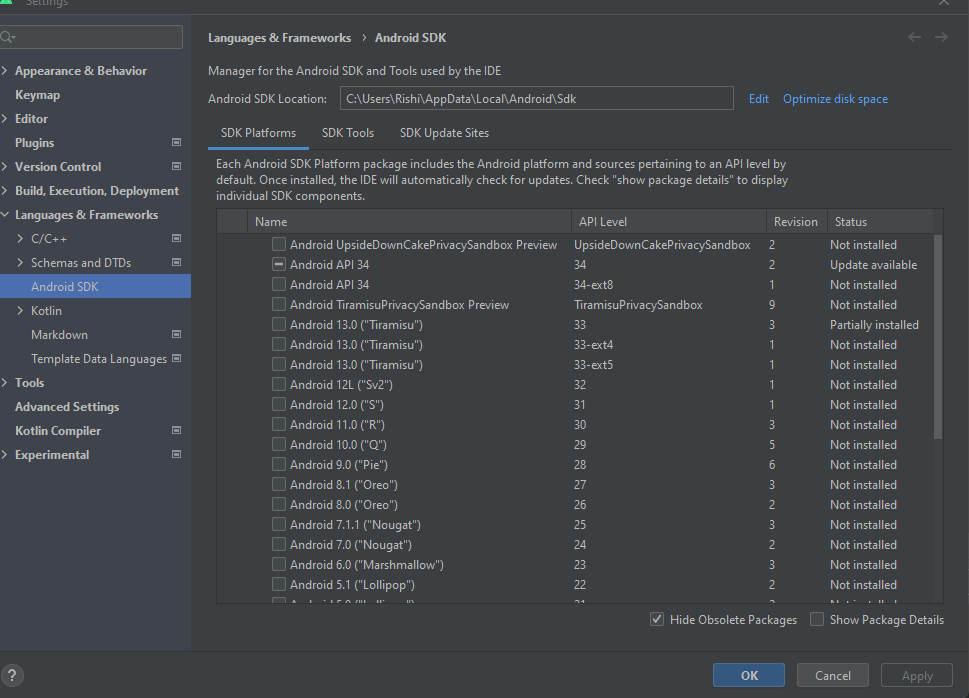 Settings
Languages & Frameworks › Android SDK
Appearance & Behavior
Keymap
Editor
Plugins
Version Control
Build, Execution, Deployment
Languages & Frameworks
C/C++
Schemas and DTDs
Android SDK
Kotlin
Markdown
Template Data Languages
Tools
Advanced Settings
Kotlin Compiler
Experimental
Manager for the Android SDK and Tools used by the IDE
Android SDK Location: C:\Users\Rishi\AppData\Local\Android\Sdk Edit Optimize disk space
SDK Platforms SDK Tools SDK Update Sites
Each Android SDK Platform package includes the Android platform and sources pertaining to an API level by
default. Once installed, the IDE will automatically check for updates. Check "show package details" to display
individual SDK components.
Name API Level Revision Status
Android UpsideDownCakePrivacySandbox Preview UpsideDownCakePrivacySandbox 2 Not installed
Android API 34 34 2 Update available
Android API 34 34-ext8 1 Not installed
Android TiramisuPrivacySandbox Preview TiramisuPrivacySandbox 9 Not installed
Android 13.0 ("Tiramisu") 33 3 Partially installed
Android 13.0 ("Tiramisu") 33-ext4 1 Not installed
Android 13.0 ("Tiramisu") 33-ext5 1 Not installed
Android 12L ("Sv2") 32 1 Not installed
Android 12.0 ("S") 31 1 Not installed
Android 11.0 ("R") 30 3 Not installed
Android 10.0 ("Q") 29 5 Not installed
Android 9.0 ("Pie") 28 6 Not installed
Android 8.1 ("Oreo") 27 3 Not installed
Android 8.0 ("Oreo") 26 2 Not installed
Android 7.1.1 ("Nougat") 25 3 Not installed
Android 7.0 ("Nougat") 24 2 Not installed
Android 6.0 ("Marshmallow") 23 3 Not installed
Android 5.1 ("Lollipop") 22 2 Not installed
Hide Obsolete Packages Show Package Details
? OK Cancel Apply